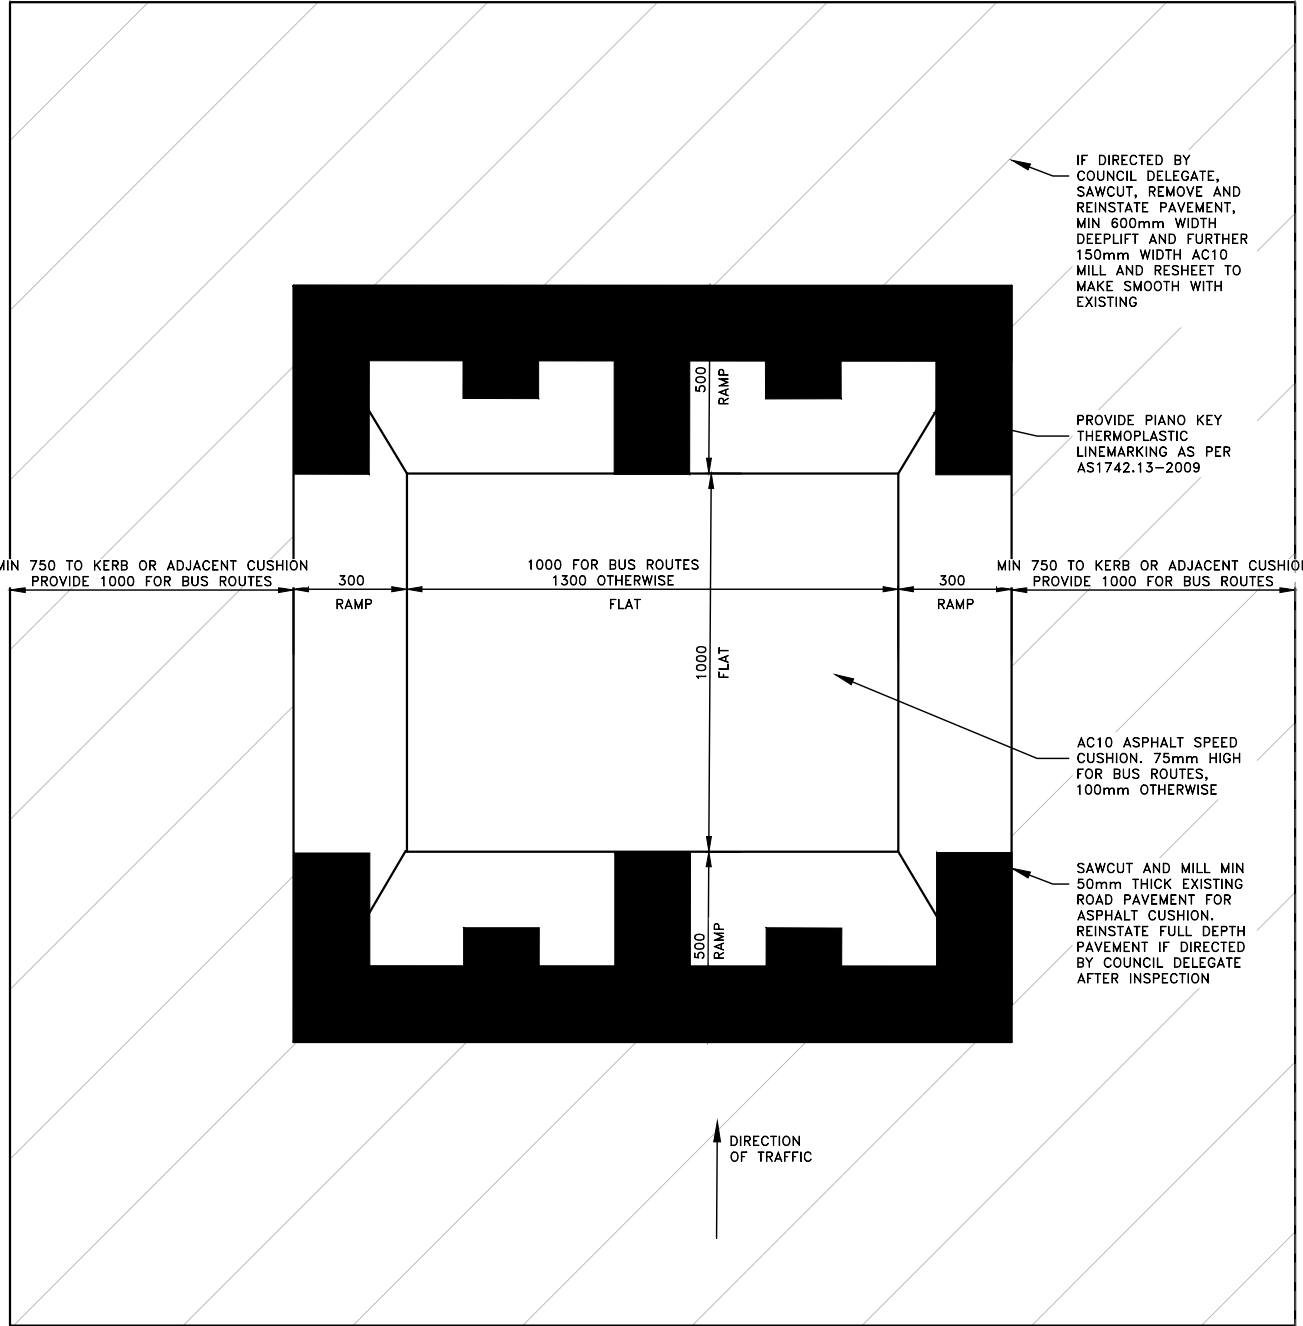 IF DIRECTED BY
COUNCIL DELEGATE,
SAWCUT, REMOVE AND
REINSTATE PAVEMENT,
MIN 600mm WIDTH
DEEPLIFT AND FURTHER
150mm WIDTH AC10
MILL AND RESHEET TO
MAKE SMOOTH WITH
EXISTING
500
RAMP
PROVIDE PIANO KEY
THERMOPLASTIC
LINEMARKING AS PER
AS1742.13-2009
MIN 750 TO KERB OR ADJACENT CUSHION
PROVIDE 1000 FOR BUS ROUTES
300
RAMP
1000 FOR BUS ROUTES
1300 OTHERWISE
FLAT
300
RAMP
MIN 750 TO KERB OR ADJACENT CUSHION
PROVIDE 1000 FOR BUS ROUTES
1000
FLAT
AC10 ASPHALT SPEED
CUSHION. 75mm HIGH
FOR BUS ROUTES,
100mm OTHERWISE
SAWCUT AND MILL MIN
50mm THICK EXISTING
ROAD PAVEMENT FOR
ASPHALT CUSHION.
REINSTATE FULL DEPTH
PAVEMENT IF DIRECTED
BY COUNCIL DELEGATE
AFTER INSPECTION
500
RAMP
DIRECTION
OF TRAFFIC